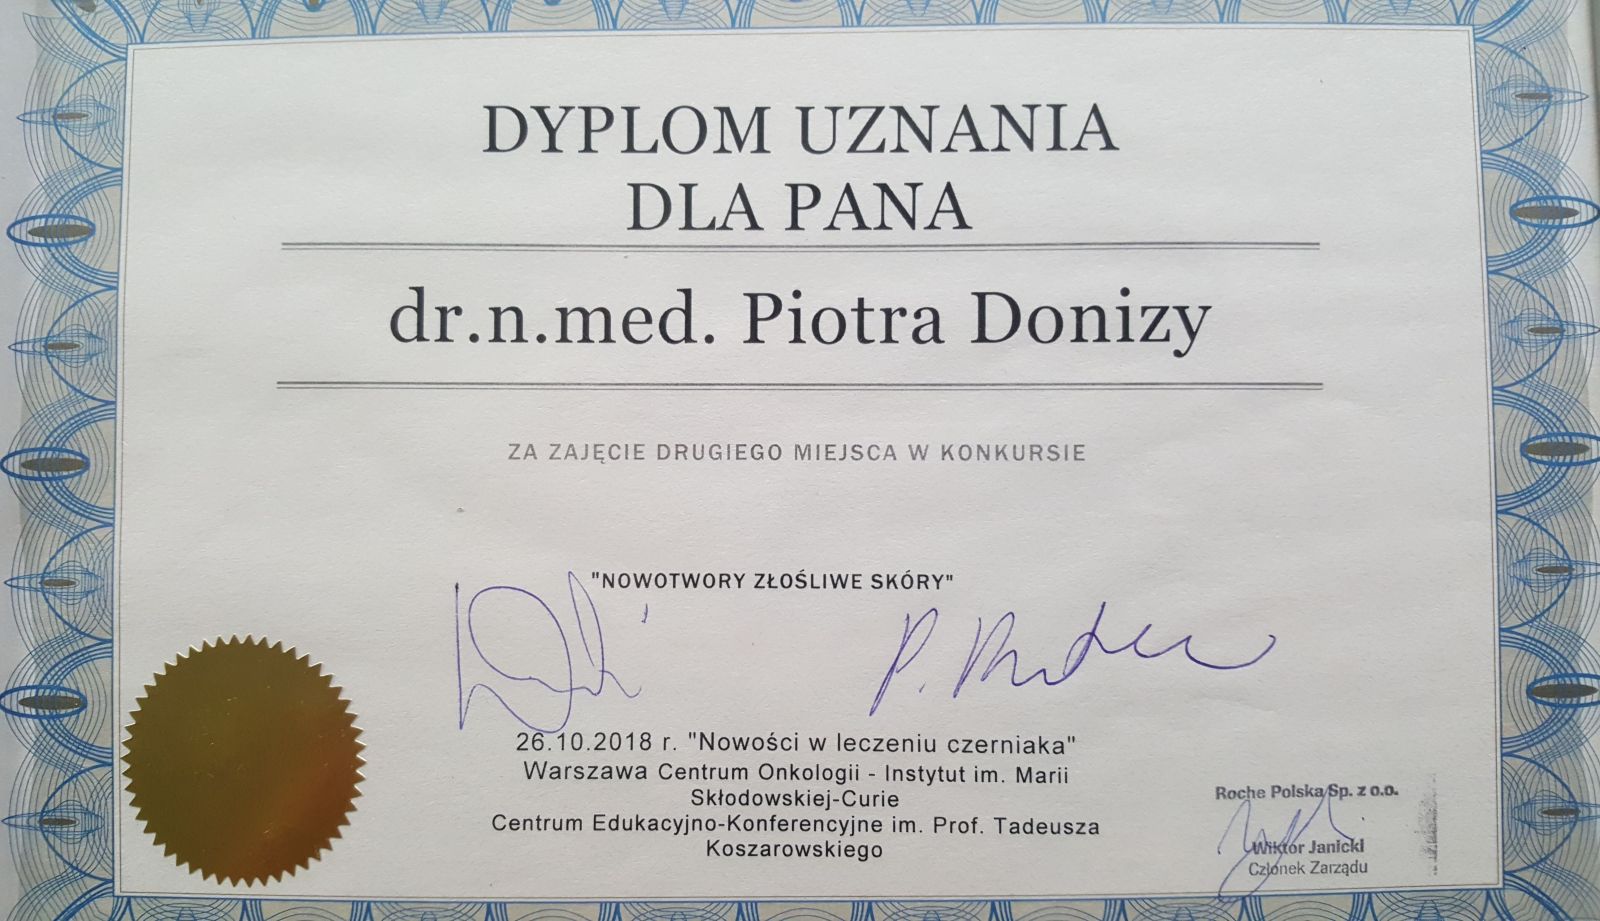 DYPLOM UZNANIA
DLA PANA
dr.n.med. Piotra Donizy
ZA ZAJĘCIE DRUGIEGO MIEJSCA W KONKURSIE
"NOWOTWORY ZŁOŚLIWE SKÓRY"
26.10.2018 r. "Nowości w leczeniu czerniaka"
Warszawa Centrum Onkologii - Instytut im. Marii
Skłodowskiej-Curie
Centrum Edukacyjno-Konferencyjne im. Prof. Tadeusza
Koszarowskiego
Roche Polska Sp. z o.o.
Wiktor Janicki
Członek Zarządu